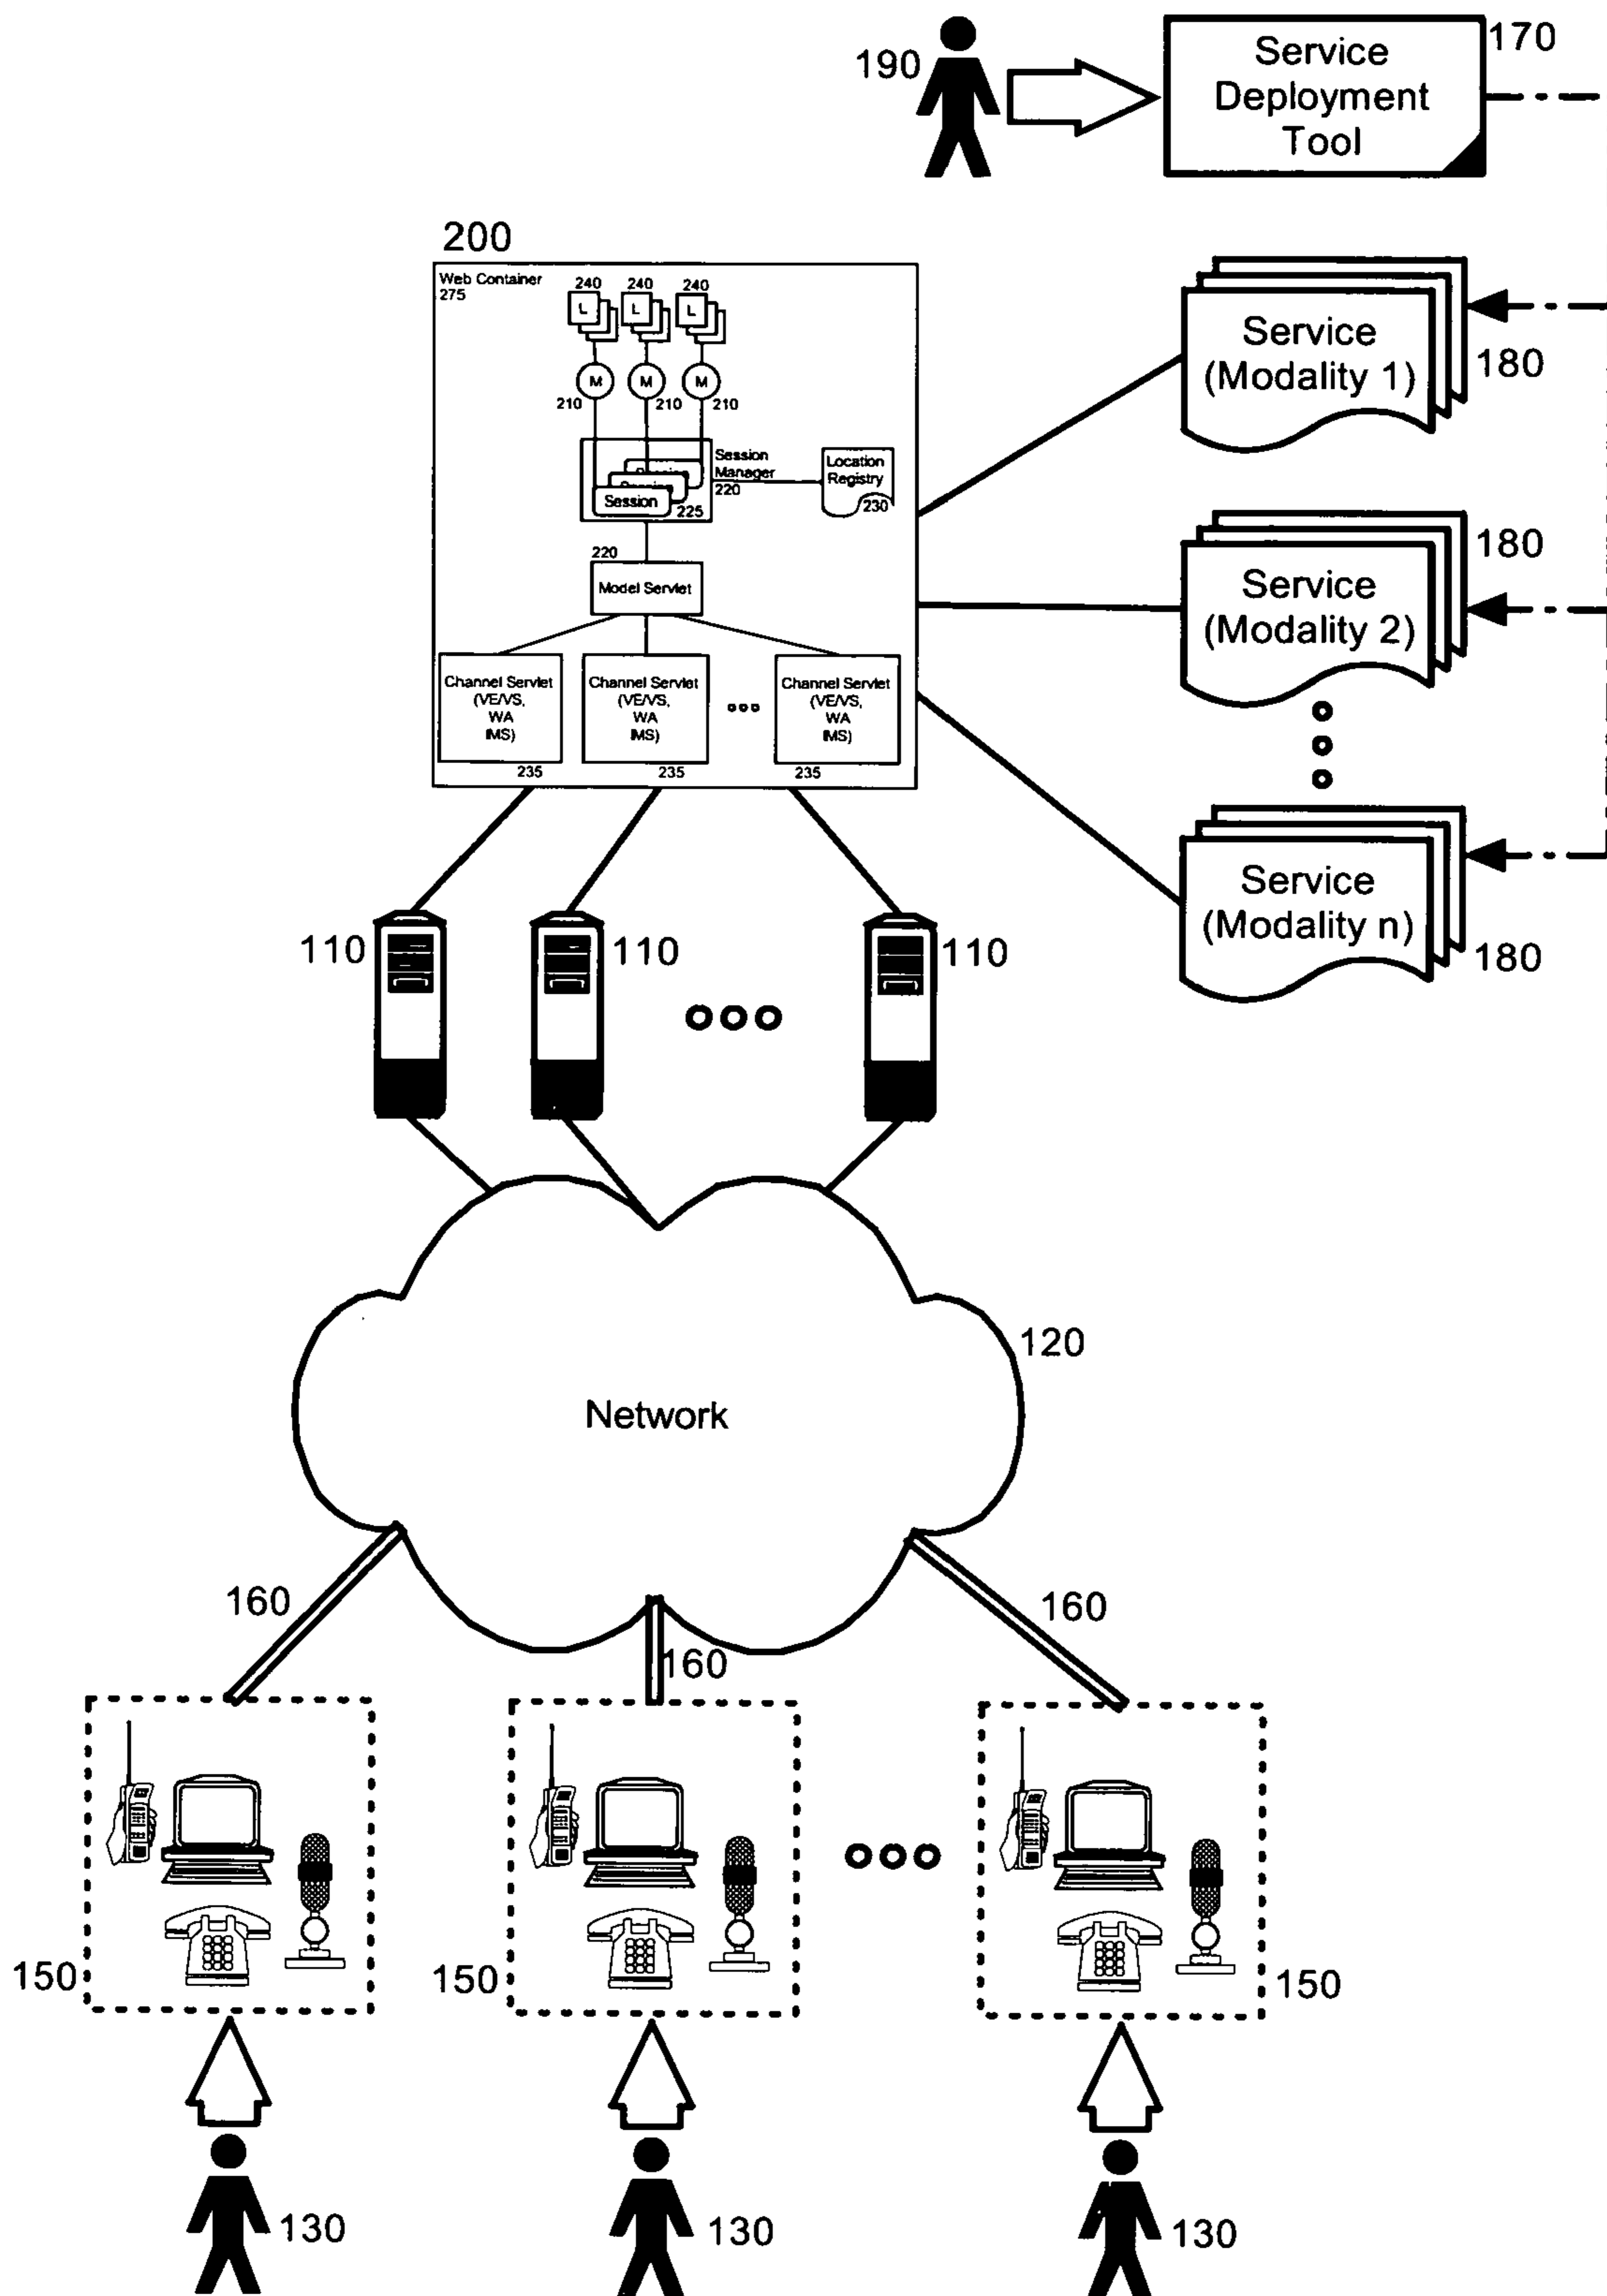 190
Service
Deployment
Tool
170
200
Web Container
275
240
240
240
L
L
L
M
M
M
210
210
210
Session
Manager
220
Session
225
Location
Registry
230
220
Model Servlet
Channel Servlet
(VE/VS,
WA
IMS)
235
Channel Servlet
(VE/VS,
WA
IMS)
235
Channel Servlet
(VE/VS,
WA
IMS)
235
Service
(Modality 1)
180
Service
(Modality 2)
180
Service
(Modality n)
180
110
110
110
120
Network
160
160
160
150
150
150
130
130
130